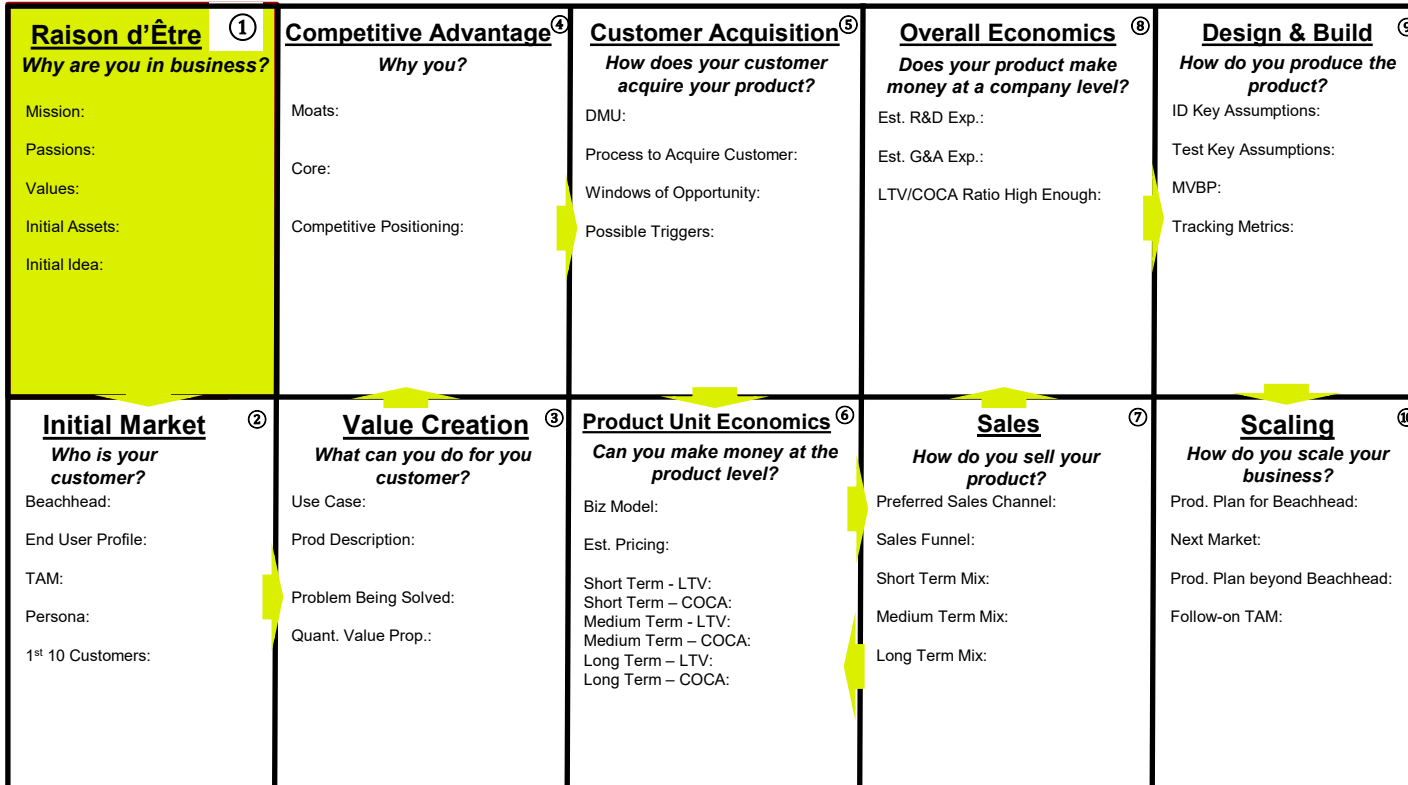 Raison d'Être ①
Why are you in business?
Mission:
Passions:
Values:
Initial Assets:
Initial Idea:
Initial Market ②
Who is your
customer?
Beachhead:
End User Profile:
TAM:
Persona:
1st 10 Customers:
Value Creation ③
What can you do for you
customer?
Use Case:
Prod Description:
Problem Being Solved:
Quant. Value Prop.:
Competitive Advantage ④
Why you?
Moats:
Core:
Competitive Positioning:
Customer Acquisition ⑤
How does your customer
acquire your product?
DMU:
Process to Acquire Customer:
Windows of Opportunity:
Possible Triggers:
Product Unit Economics ⑥
Can you make money at the
product level?
Biz Model:
Est. Pricing:
Short Term - LTV:
Short Term – COCA:
Medium Term - LTV:
Medium Term – COCA:
Long Term – LTV:
Long Term – COCA:
Sales ⑦
How do you sell your
product?
Preferred Sales Channel:
Sales Funnel:
Short Term Mix:
Medium Term Mix:
Long Term Mix:
Overall Economics ⑧
Does your product make
money at a company level?
Est. R&D Exp.:
Est. G&A Exp.:
LTV/COCA Ratio High Enough:
Design & Build ⑨
How do you produce the
product?
ID Key Assumptions:
Test Key Assumptions:
MVBP:
Tracking Metrics:
Scaling ⑩
How do you scale your
business?
Prod. Plan for Beachhead:
Next Market:
Prod. Plan beyond Beachhead:
Follow-on TAM: